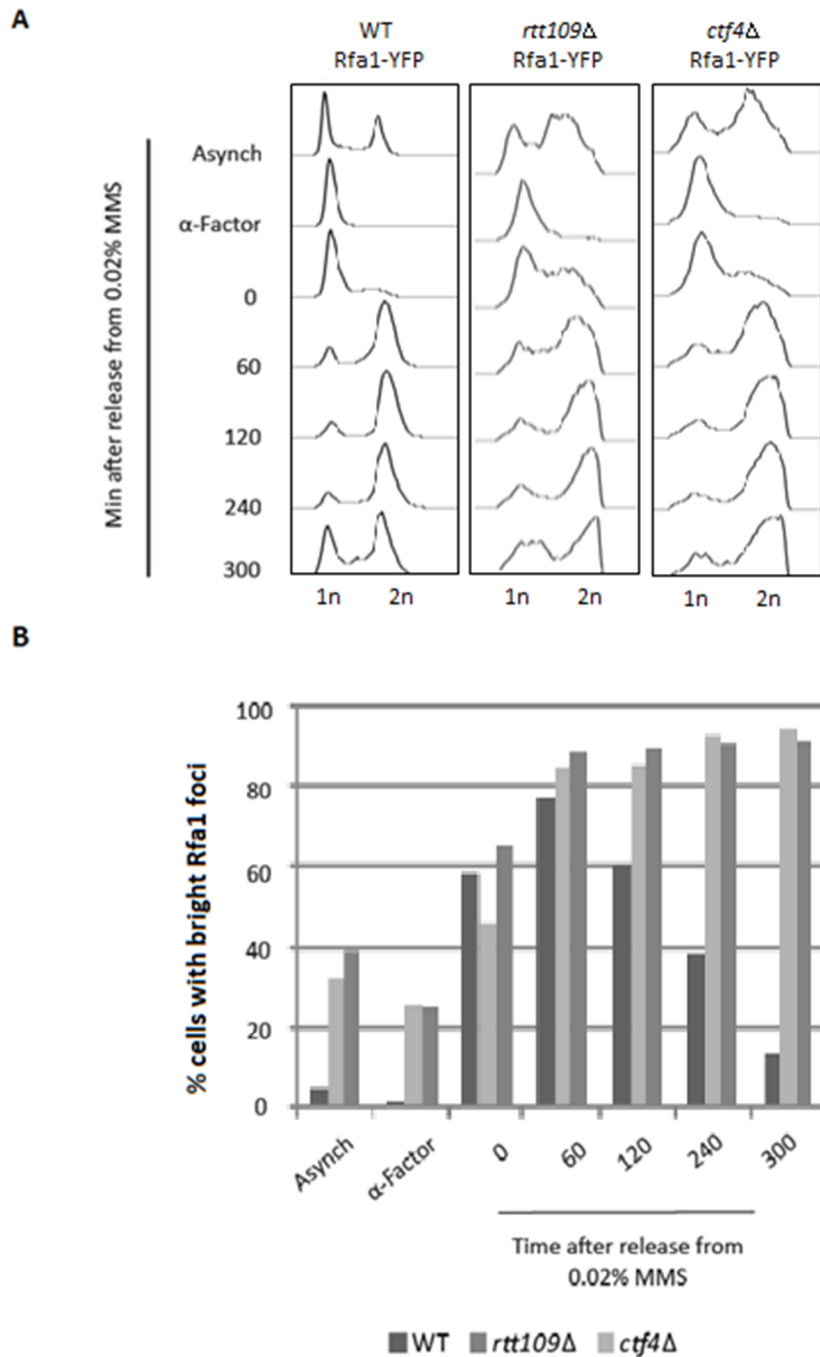 A
WT
Rfa1-YFP
rtt109Δ
Rfa1-YFP
ctf4Δ
Rfa1-YFP
Min after release from 0.02% MMS
Asynch
α-Factor
0
60
120
240
300
1n 2n
1n 2n
1n 2n
B
% cells with bright Rfa1 foci
100
80
60
40
20
0
Asynch
α-Factor
0
60
120
240
300
Time after release from
0.02% MMS
WT rtt109Δ ctf4Δ